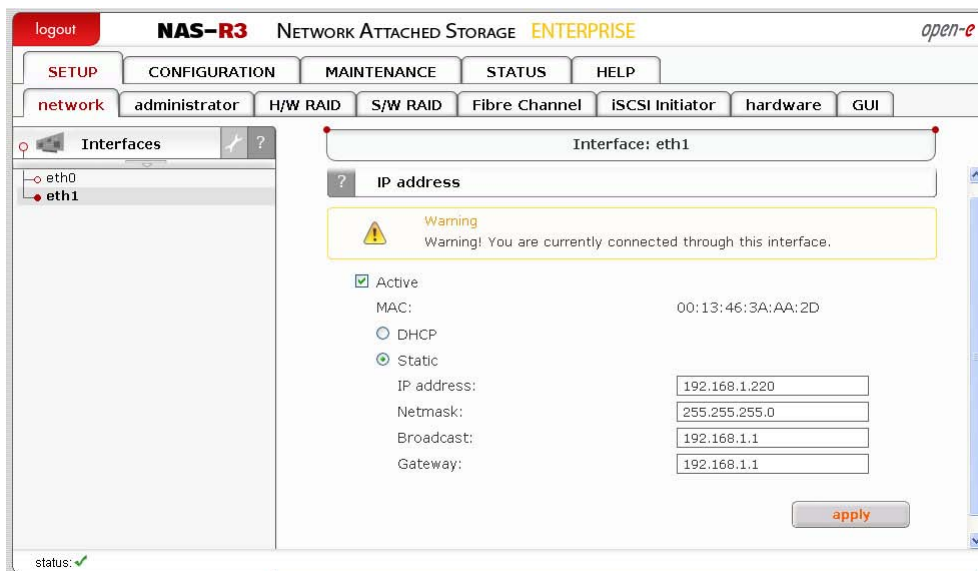 logout NAS-R3 NETWORK ATTACHED STORAGE ENTERPRISE open-e
SETUP CONFIGURATION MAINTENANCE STATUS HELP
network administrator H/W RAID S/W RAID Fibre Channel iSCSI Initiator hardware GUI
Interfaces ?
eth0
eth1
Interface: eth1
? IP address
Warning
Warning! You are currently connected through this interface.
Active
MAC: 00:13:46:3A:AA:2D
DHCP
Static
IP address: 192.168.1.220
Netmask: 255.255.255.0
Broadcast: 192.168.1.1
Gateway: 192.168.1.1
apply
status: